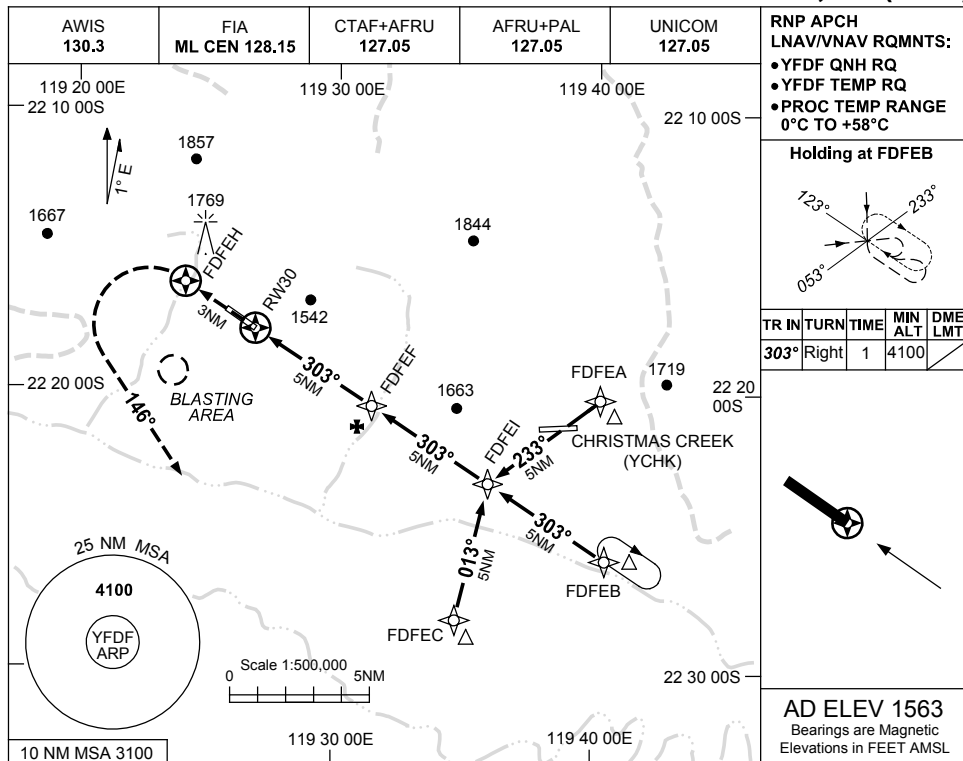 AWIS
130.3
FIA
ML CEN 128.15
CTAF+AFRU
127.05
AFRU+PAL
127.05
UNICOM
127.05
RNP APCH
LNAV/VNAV RQMNTS:
•YFDF QNH RQ
•YFDF TEMP RQ
•PROC TEMP RANGE
0°C TO +58°C
119 20 00E
119 30 00E
119 40 00E
22 10 00S
22 10 00S
1° E
1857
1769
1667
1844
1542
FDFEH
RW30
3NM
303°
5NM
FDFEF
22 20 00S
22 20
00S
146°
BLASTING
AREA
1663
1719
FDFEA
303°
5NM
FDFEI
233°
5NM
CHRISTMAS CREEK
(YCHK)
303°
5NM
013°
5NM
FDFEB
FDFEC
25 NM MSA
4100
YFDF
ARP
Scale 1:500,000
0
5NM
22 30 00S
10 NM MSA 3100
119 30 00E
119 40 00E
Holding at FDFEB
123°
233°
053°
TR IN
TURN
TIME
MIN
ALT
DME
LMT
303°
Right
1
4100
AD ELEV 1563
Bearings are Magnetic
Elevations in FEET AMSL